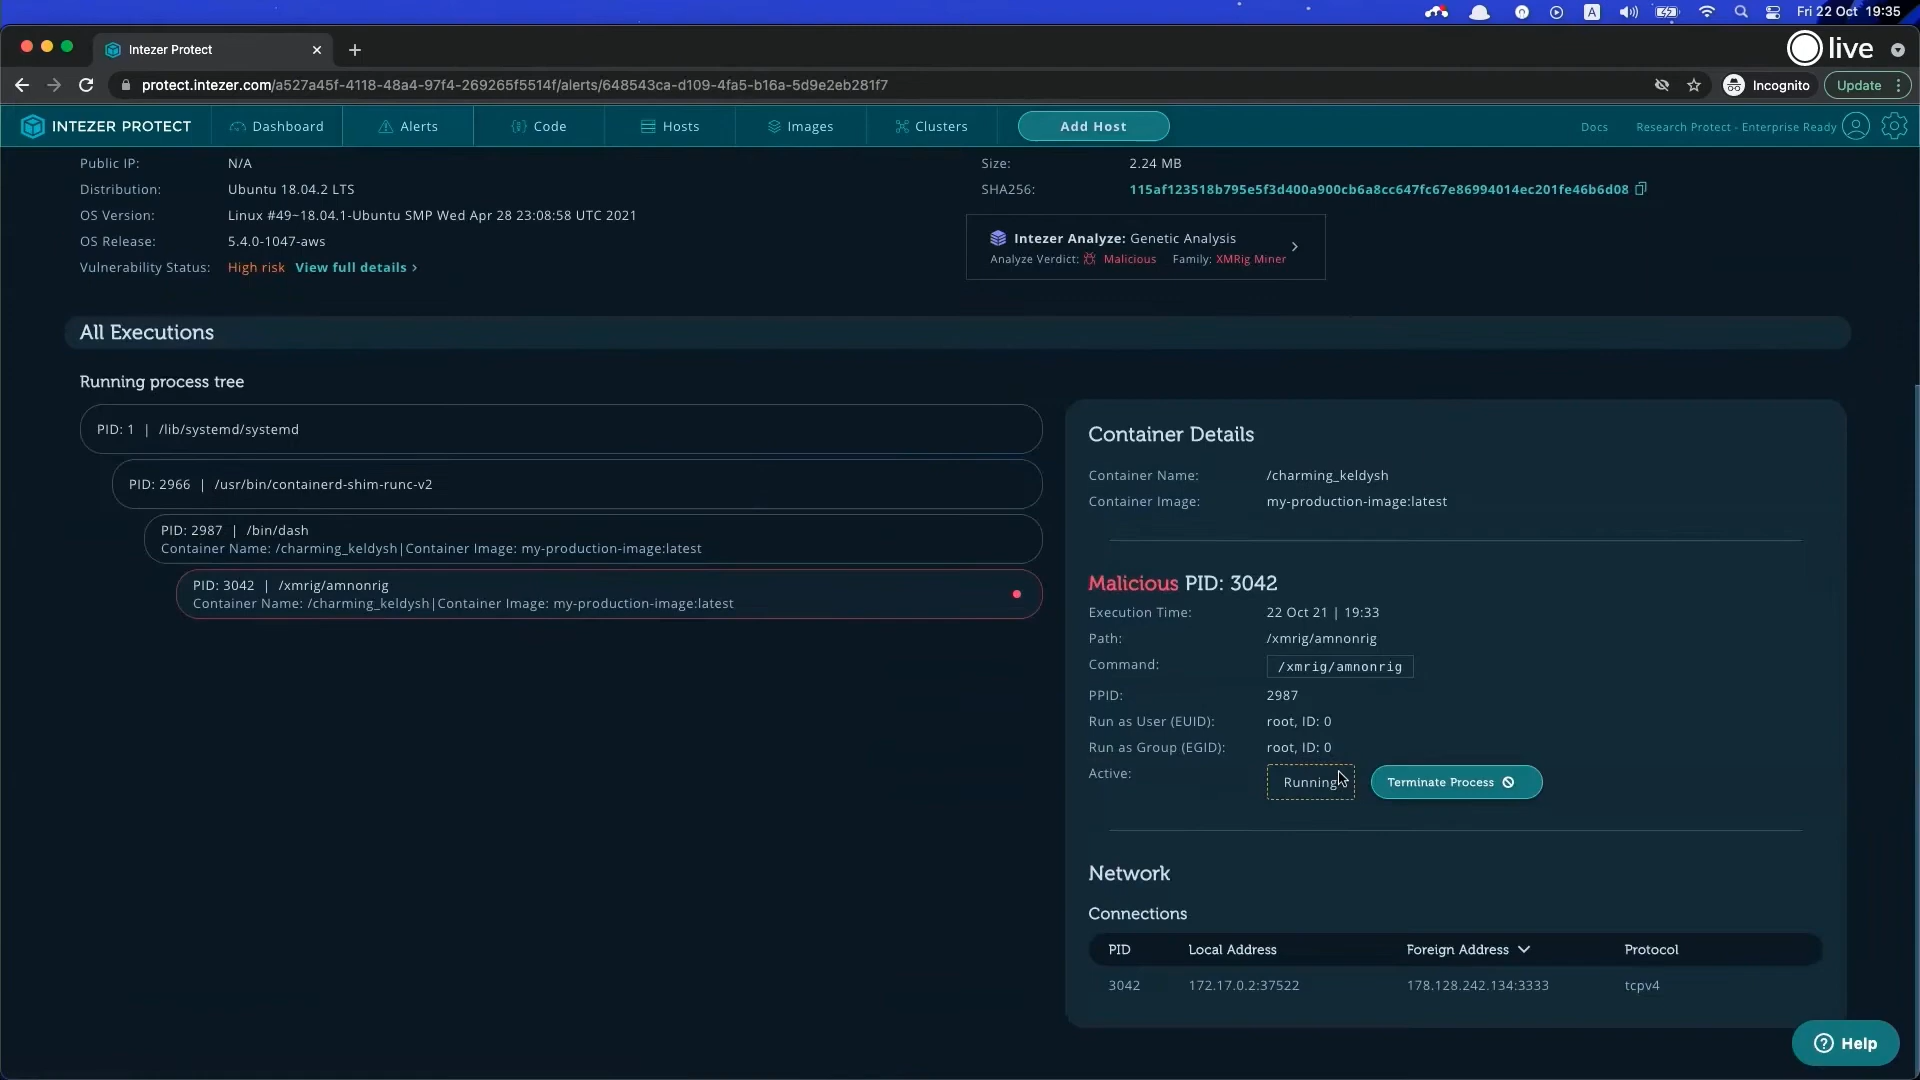 Fri 22 Oct 19:35
Intezer Protect
live
protect.intezer.com/a527a45f-4118-48a4-97f4-269265f5514f/alerts/648543ca-d109-4fa5-b16a-5d9e2eb281f7
Incognito
Update
INTEZER PROTECT
Dashboard
Alerts
Code
Hosts
Images
Clusters
Add Host
Docs
Research Protect - Enterprise Ready
Public IP: N/A
Distribution: Ubuntu 18.04.2 LTS
OS Version: Linux #49~18.04.1-Ubuntu SMP Wed Apr 28 23:08:58 UTC 2021
OS Release: 5.4.0-1047-aws
Vulnerability Status: High risk View full details >
Size: 2.24 MB
SHA256: 115af123518b795e5f3d400a900cb6a8cc647fc67e86994014ec201fe46b6d08
Intezer Analyze: Genetic Analysis
Analyze Verdict: Malicious Family: XMRig Miner
All Executions
Running process tree
PID: 1 | /lib/systemd/systemd
PID: 2966 | /usr/bin/containerd-shim-runc-v2
PID: 2987 | /bin/dash
Container Name: /charming_keldysh|Container Image: my-production-image:latest
PID: 3042 | /xmrig/amnonrig
Container Name: /charming_keldysh|Container Image: my-production-image:latest
Container Details
Container Name: /charming_keldysh
Container Image: my-production-image:latest
Malicious PID: 3042
Execution Time: 22 Oct 21 | 19:33
Path: /xmrig/amnonrig
Command: /xmrig/amnonrig
PPID: 2987
Run as User (EUID): root, ID: 0
Run as Group (EGID): root, ID: 0
Active: Running Terminate Process
Network
Connections
PID Local Address Foreign Address Protocol
3042 172.17.0.2:37522 178.128.242.134:3333 tcpv4
Help